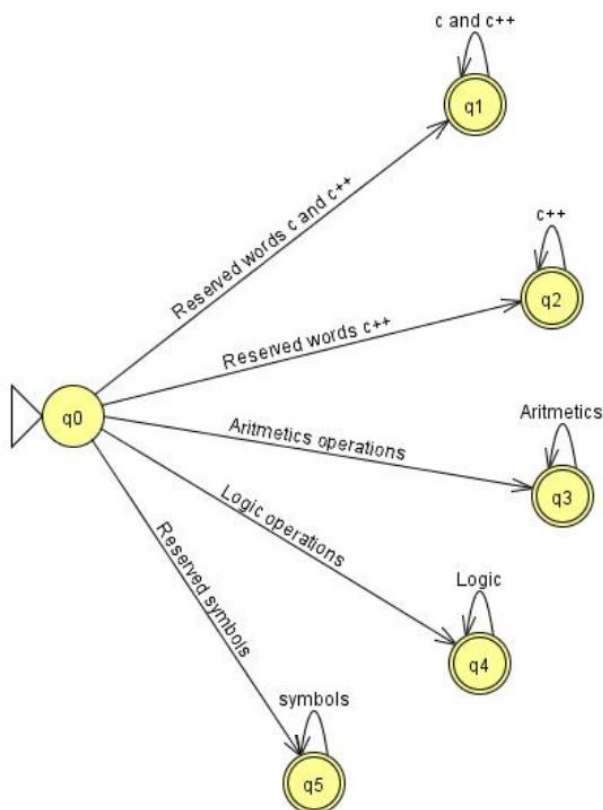 c and c++
q1
Reserved words c and c++
c++
q2
Reserved words c++
q0
Aritmetics operations
Aritmetics
q3
Logic operations
Logic
q4
Reserved symbols
symbols
q5